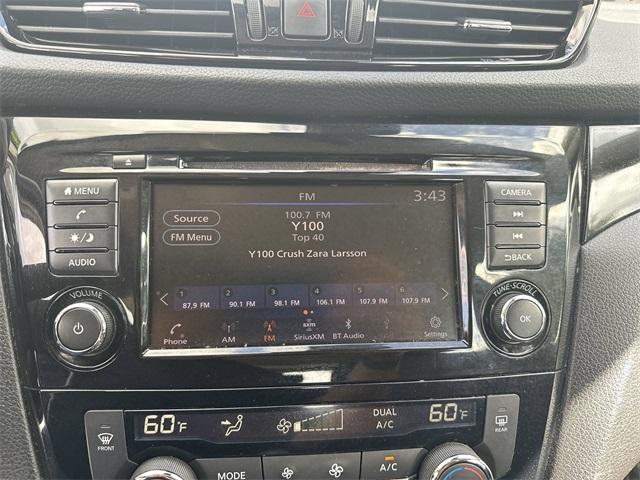 FM 3:43
MENU
CAMERA
Source
100.7 FM
Y100
Top 40
FM Menu
Y100 Crush Zara Larsson
AUDIO
BACK
1 2 3 4 5 6
87.9 FM 90.1 FM 98.1 FM 106.1 FM 107.9 FM 107.9 FM
VOLUME
TUNE·SCROLL
OK
Phone AM FM SiriusXM BT Audio Settings
sxm
60°F DUAL A/C 60°F
FRONT
REAR
MODE
A/C